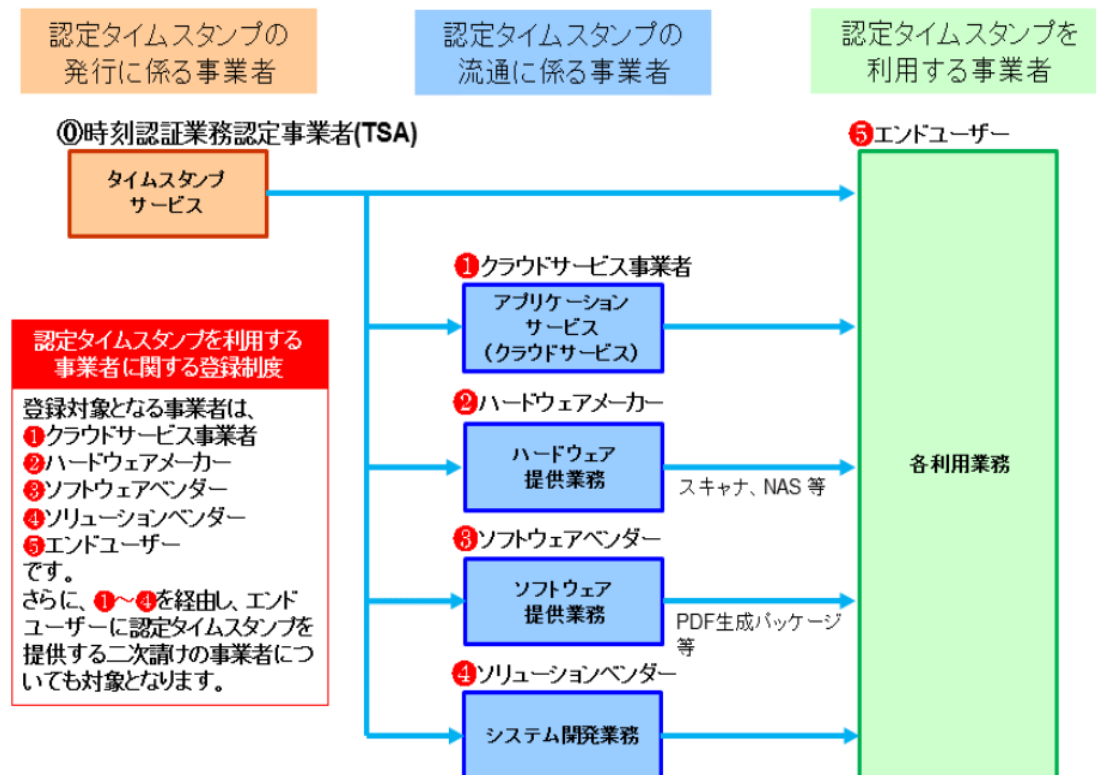 認定タイムスタンプの
発行に係る事業者
認定タイムスタンプの
流通に係る事業者
認定タイムスタンプを
利用する事業者
⓪時刻認証業務認定事業者(TSA)
タイムスタンプ
サービス
❺エンドユーザー
各利用業務
❶クラウドサービス事業者
アプリケーション
サービス
(クラウドサービス)
❷ハードウェアメーカー
ハードウェア
提供業務
スキャナ、NAS 等
❸ソフトウェアベンダー
ソフトウェア
提供業務
PDF生成パッケージ
等
❹ソリューションベンダー
システム開発業務
認定タイムスタンプを利用する
事業者に関する登録制度
登録対象となる事業者は、
❶クラウドサービス事業者
❷ハードウェアメーカー
❸ソフトウェアベンダー
❹ソリューションベンダー
❺エンドユーザー
です。
さらに、❶～❹を経由し、エンド
ユーザーに認定タイムスタンプを
提供する二次請けの事業者につ
いても対象となります。